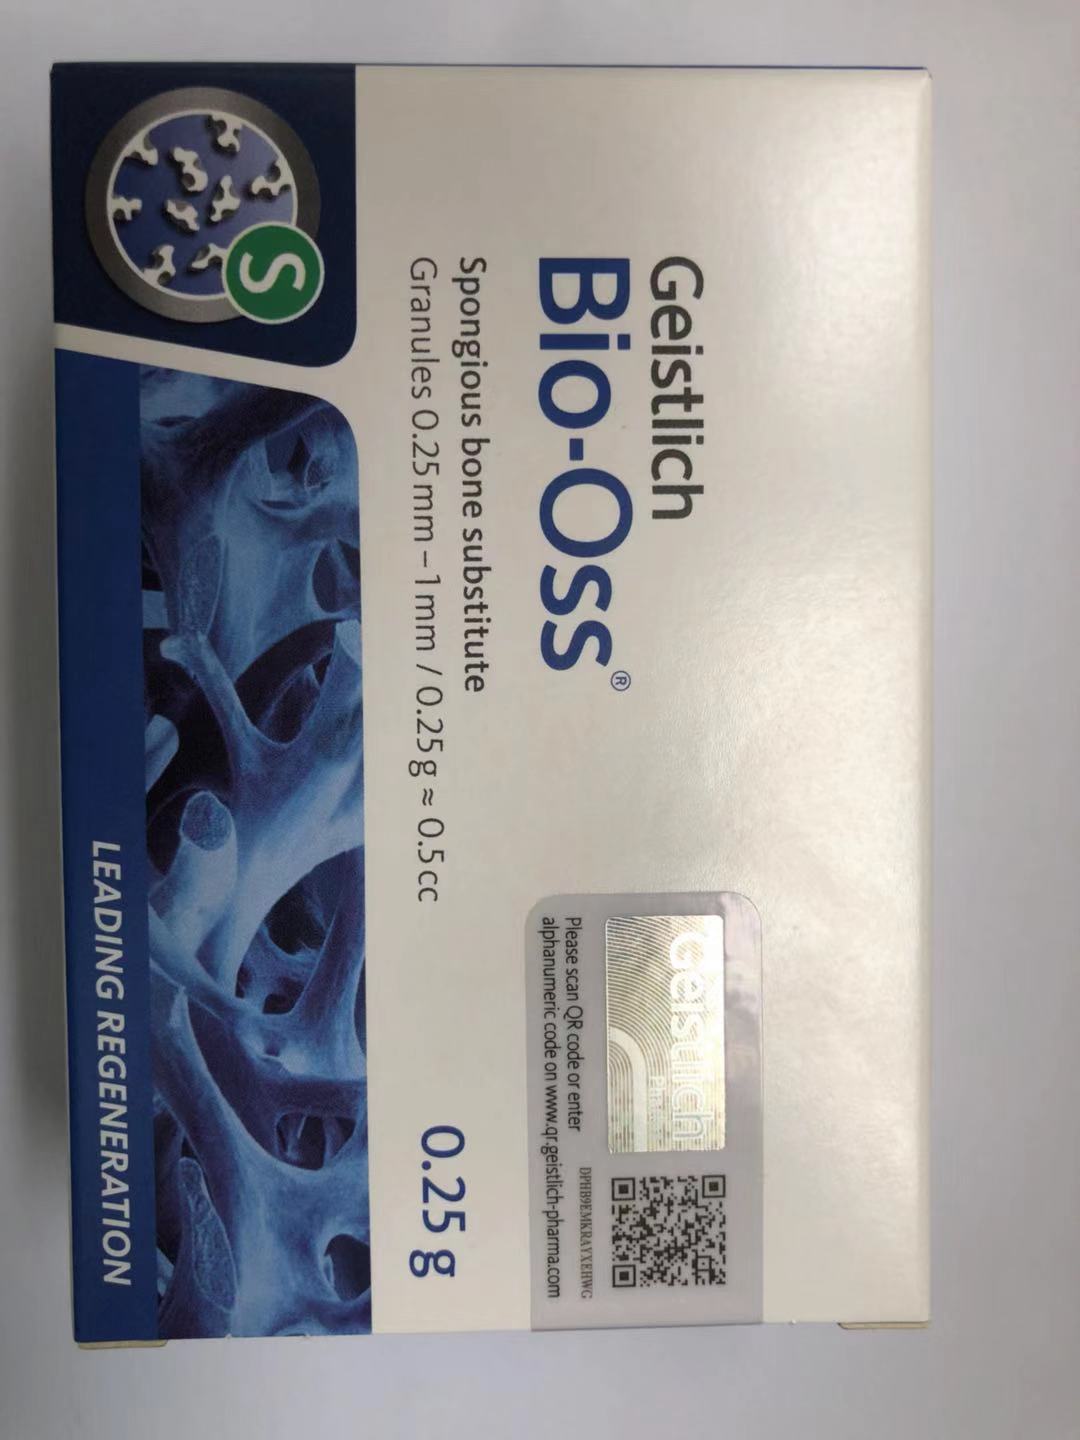 Geistlich
Bio-Oss®
Spongious bone substitute
Granules 0.25 mm – 1 mm / 0.25 g ≈ 0.5 cc
0.25 g
S
LEADING REGENERATION
Geistlich
Please scan QR code or enter
alphanumeric code on www.qr.geistlich-pharma.com
DPHB9EMKRAYXEHWG